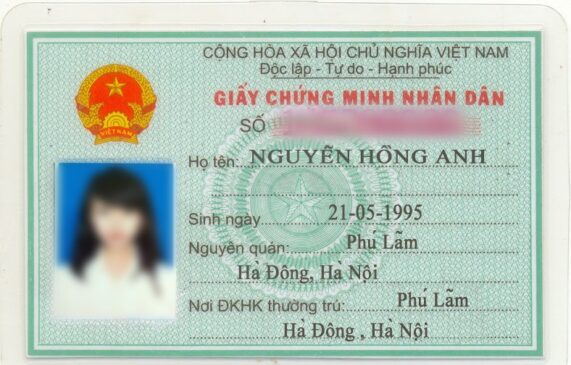 CỘNG HÒA XÃ HỘI CHỦ NGHĨA VIỆT NAM
Độc lập - Tự do - Hạnh phúc
GIẤY CHỨNG MINH NHÂN DÂN
SỐ
Họ tên: NGUYỄN HỒNG ANH
Sinh ngày 21-05-1995
Nguyên quán: Phú Lãm
Hà Đông, Hà Nội
Nơi ĐKHK thường trú: Phú Lãm
Hà Đông , Hà Nội
VIỆT NAM